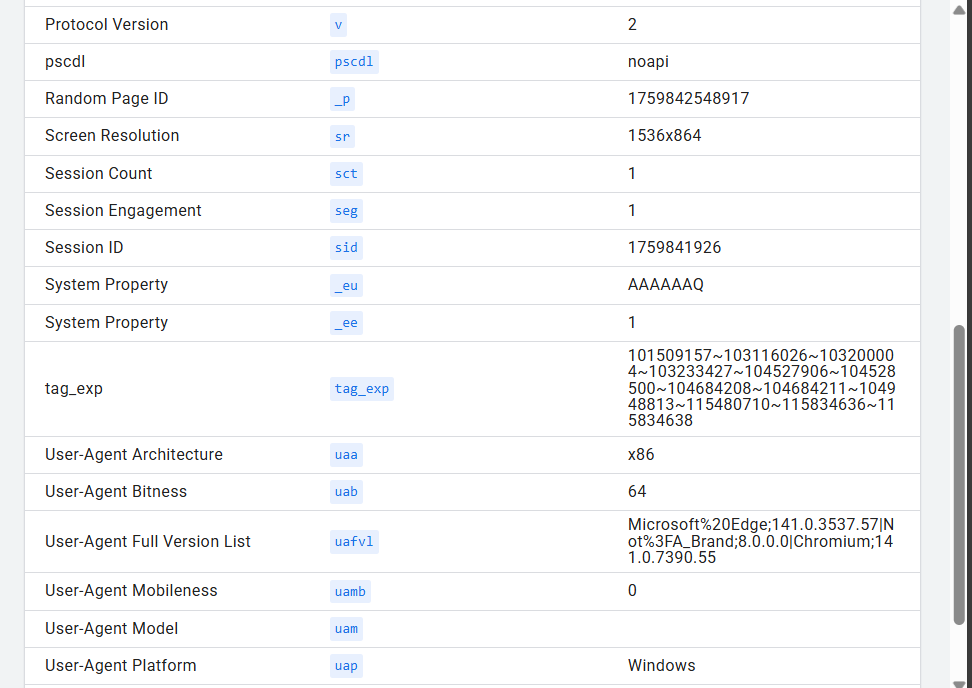 Protocol Version v 2
pscdl pscdl noapi
Random Page ID _p 1759842548917
Screen Resolution sr 1536x864
Session Count sct 1
Session Engagement seg 1
Session ID sid 1759841926
System Property _eu AAAAAAQ
System Property _ee 1
tag_exp tag_exp 101509157~103116026~10320000
4~103233427~104527906~104528
500~104684208~104684211~1049
48813~115480710~115834636~11
5834638
User-Agent Architecture uaa x86
User-Agent Bitness uab 64
User-Agent Full Version List uafvl Microsoft%20Edge;141.0.3537.57|N
ot%3FA_Brand;8.0.0.0|Chromium;14
1.0.7390.55
User-Agent Mobileness uamb 0
User-Agent Model uam
User-Agent Platform uap Windows